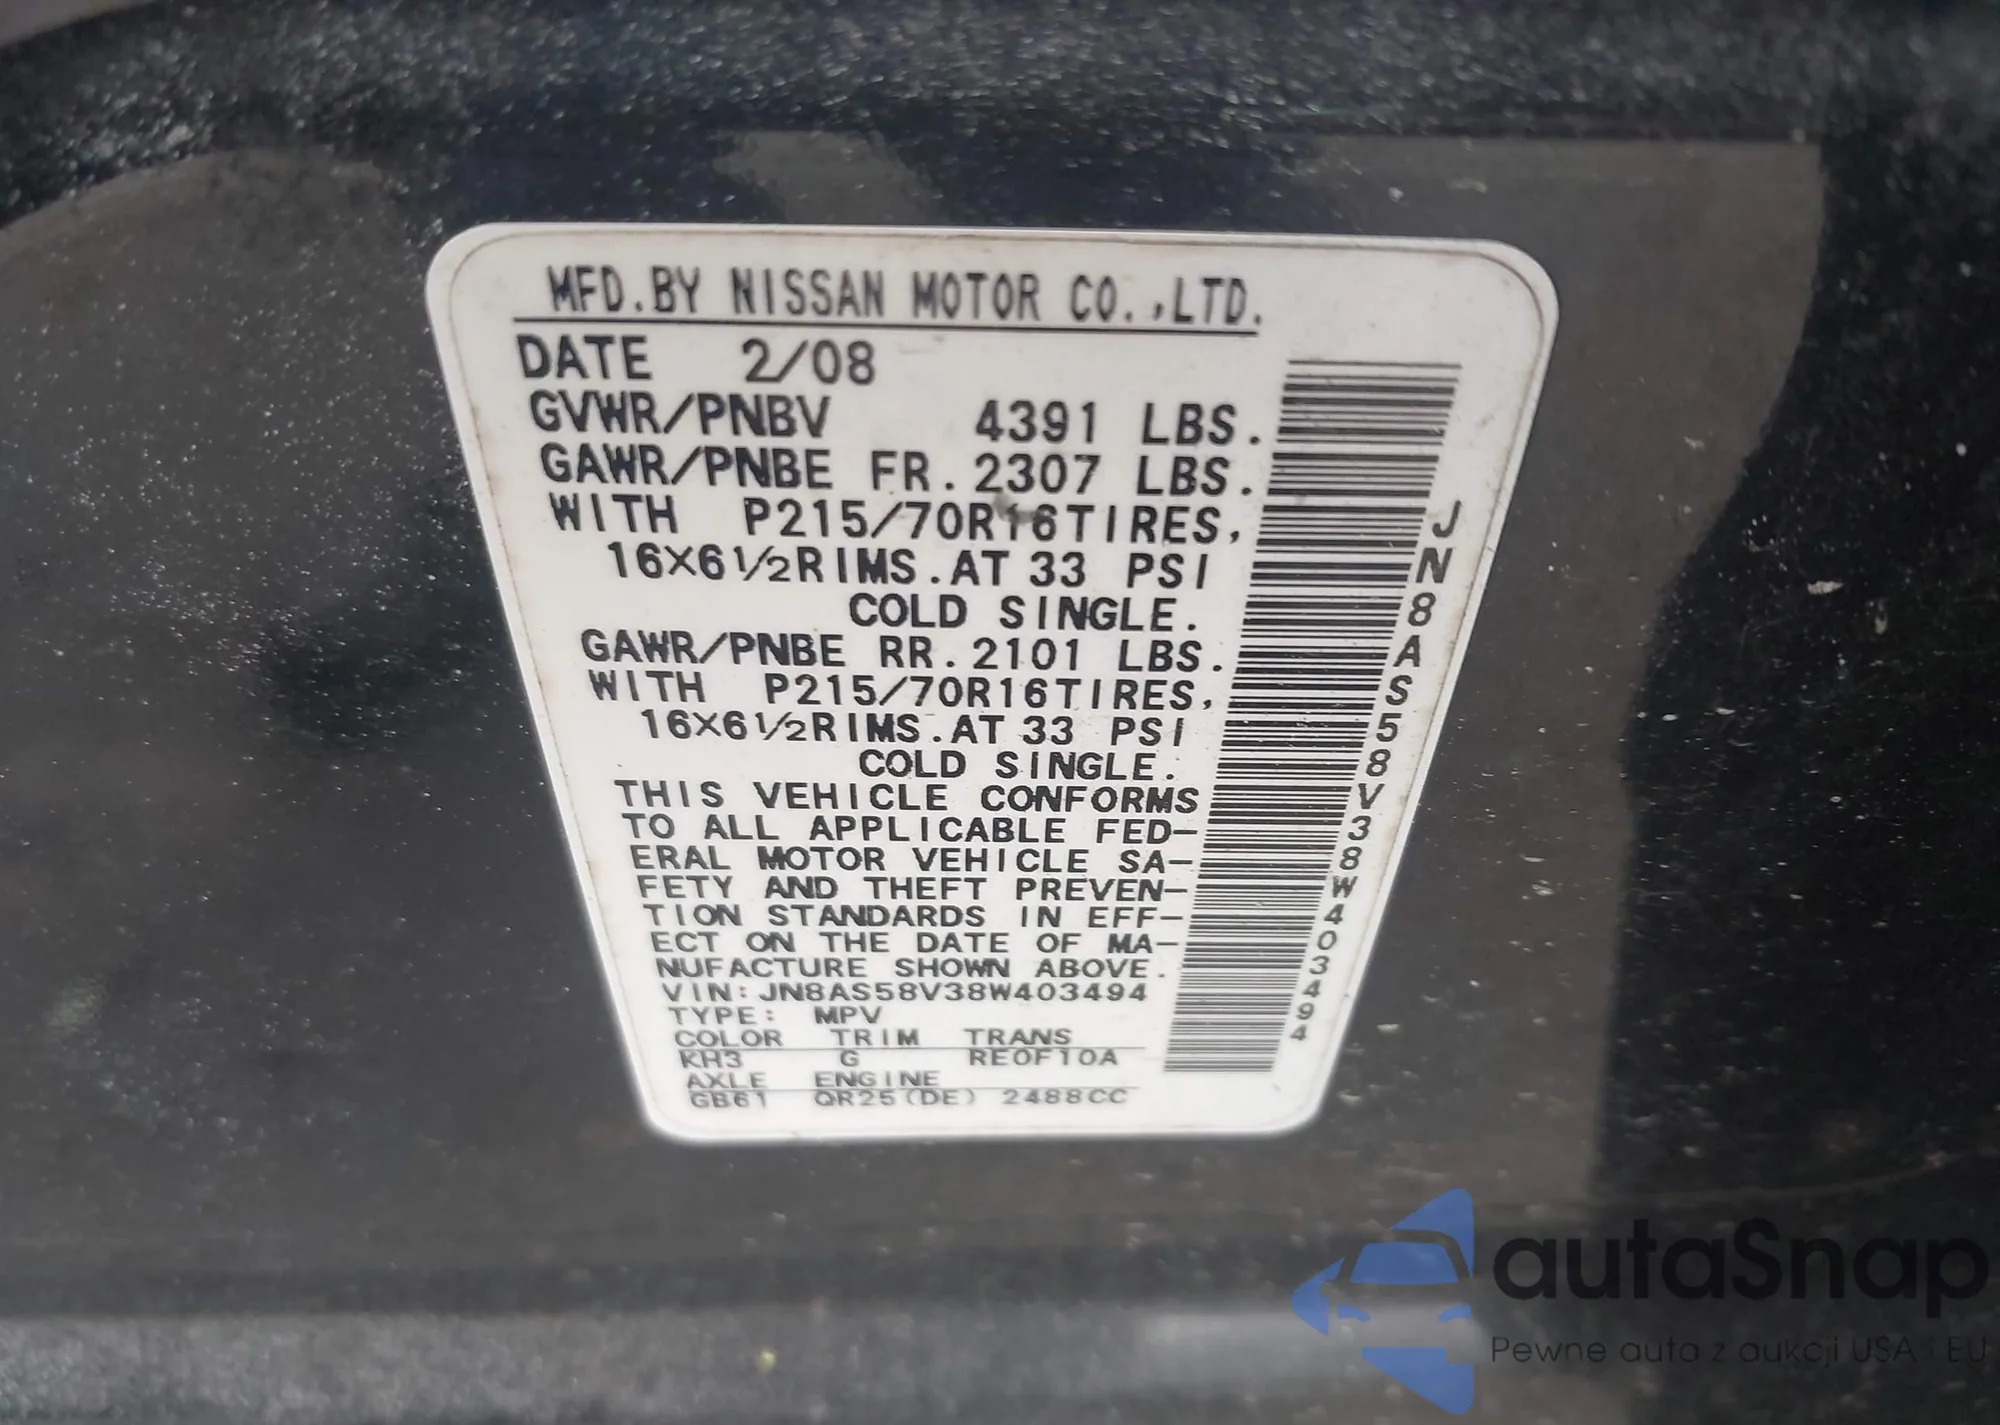 MFD.BY NISSAN MOTOR CO.,LTD.
DATE 2/08
GVWR/PNBV 4391 LBS.
GAWR/PNBE FR.2307 LBS.
WITH P215/70R16TIRES,
16X6½RIMS.AT 33 PSI
COLD SINGLE.
GAWR/PNBE RR.2101 LBS.
WITH P215/70R16TIRES,
16X6½RIMS.AT 33 PSI
COLD SINGLE.
THIS VEHICLE CONFORMS
TO ALL APPLICABLE FED-
ERAL MOTOR VEHICLE SA-
FETY AND THEFT PREVEN-
TION STANDARDS IN EFF-
ECT ON THE DATE OF MA-
NUFACTURE SHOWN ABOVE.
VIN:JN8AS58V38W403494
TYPE: MPV
COLOR TRIM TRANS
KH3 G RE0F10A
AXLE ENGINE
GB61 QR25(DE) 2488CC
JN8AS58V38W403494
autaSnap
Pewne auta z aukcji USA i EU